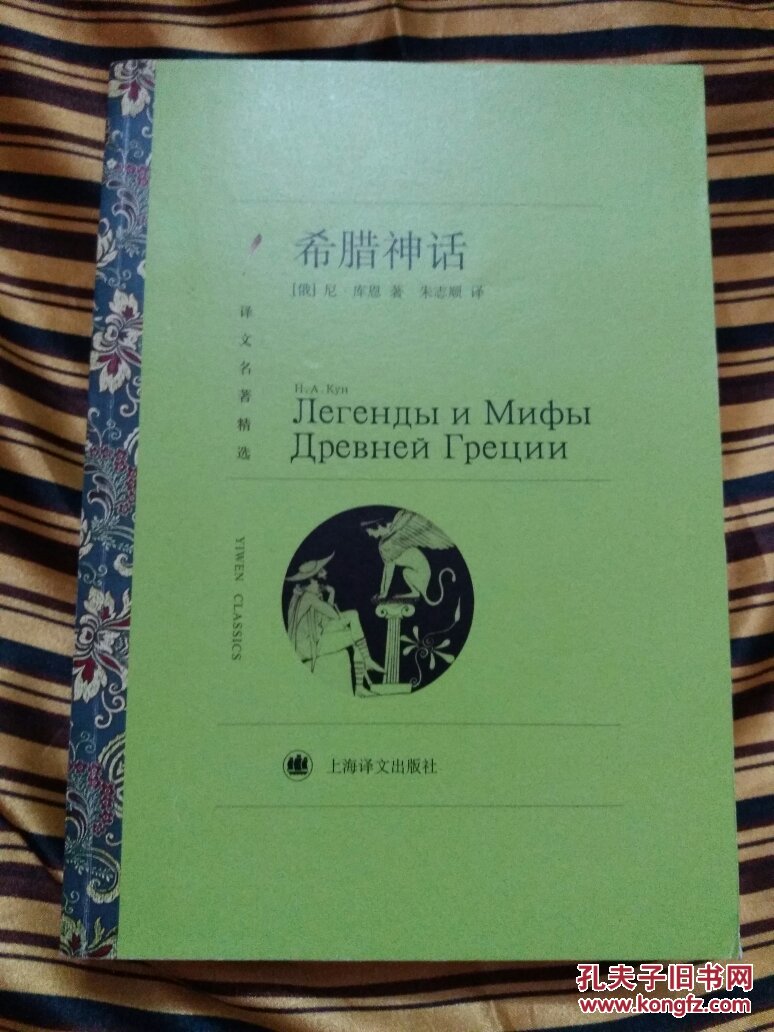 希腊神话
[俄] 尼·库恩 著 朱志顺 译
译文名著精选
YIWEN CLASSICS
Н.А.Кун
Легенды и Мифы
Древней Греции
上海译文出版社
孔夫子旧书网
www.kongfz.com